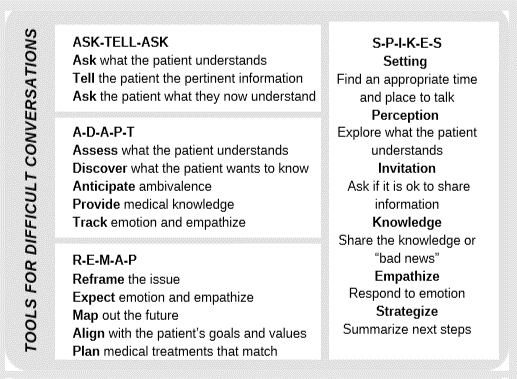 TOOLS FOR DIFFICULT CONVERSATIONS
ASK-TELL-ASK
Ask what the patient understands
Tell the patient the pertinent information
Ask the patient what they now understand
A-D-A-P-T
Assess what the patient understands
Discover what the patient wants to know
Anticipate ambivalence
Provide medical knowledge
Track emotion and empathize
R-E-M-A-P
Reframe the issue
Expect emotion and empathize
Map out the future
Align with the patient's goals and values
Plan medical treatments that match
S-P-I-K-E-S
Setting
Find an appropriate time
and place to talk
Perception
Explore what the patient
understands
Invitation
Ask if it is ok to share
information
Knowledge
Share the knowledge or
“bad news”
Empathize
Respond to emotion
Strategize
Summarize next steps